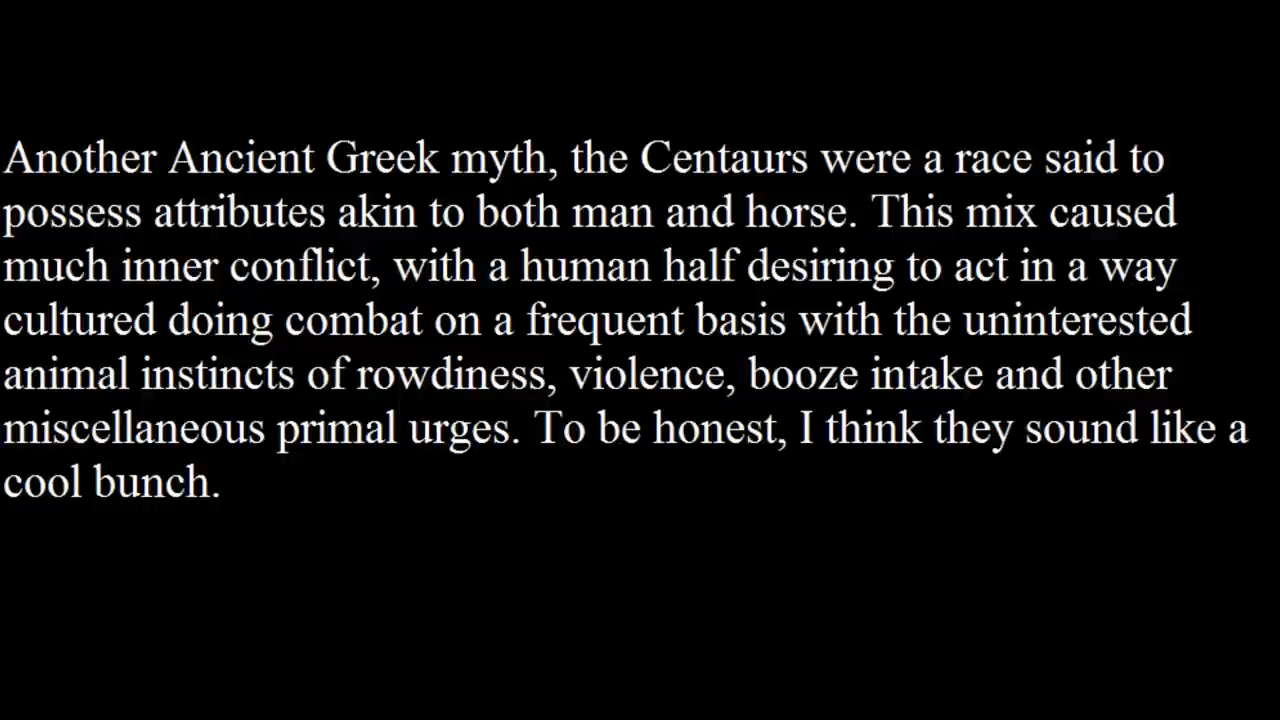 Another Ancient Greek myth, the Centaurs were a race said to
possess attributes akin to both man and horse. This mix caused
much inner conflict, with a human half desiring to act in a way
cultured doing combat on a frequent basis with the uninterested
animal instincts of rowdiness, violence, booze intake and other
miscellaneous primal urges. To be honest, I think they sound like a
cool bunch.